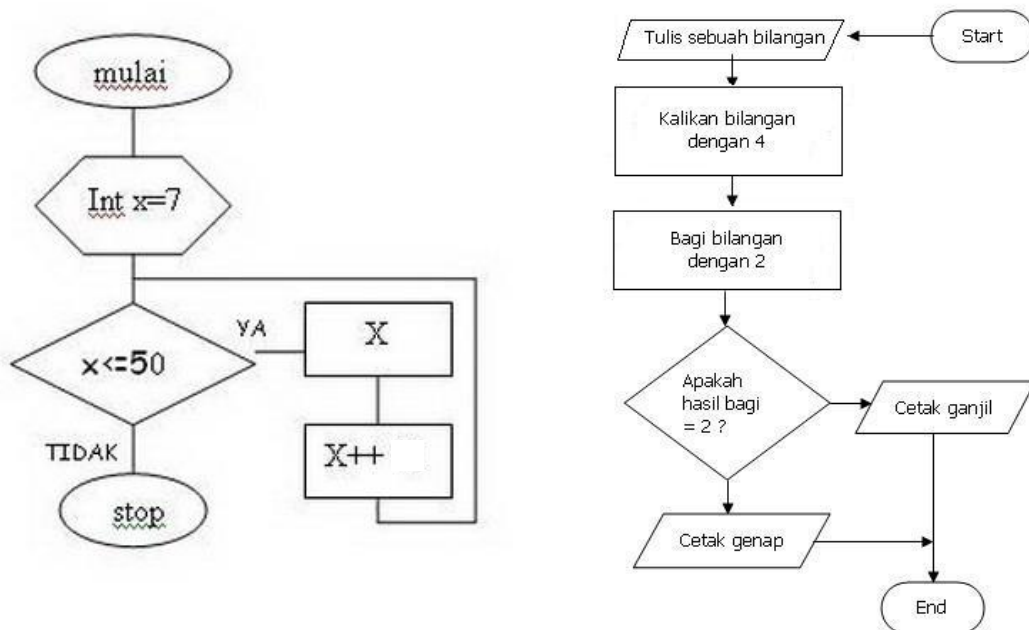 mulai
Int x=7
x<=50
YA
X
X++
TIDAK
stop
Start
Tulis sebuah bilangan
Kalikan bilangan
dengan 4
Bagi bilangan
dengan 2
Apakah
hasil bagi
= 2 ?
Cetak ganjil
Cetak genap
End